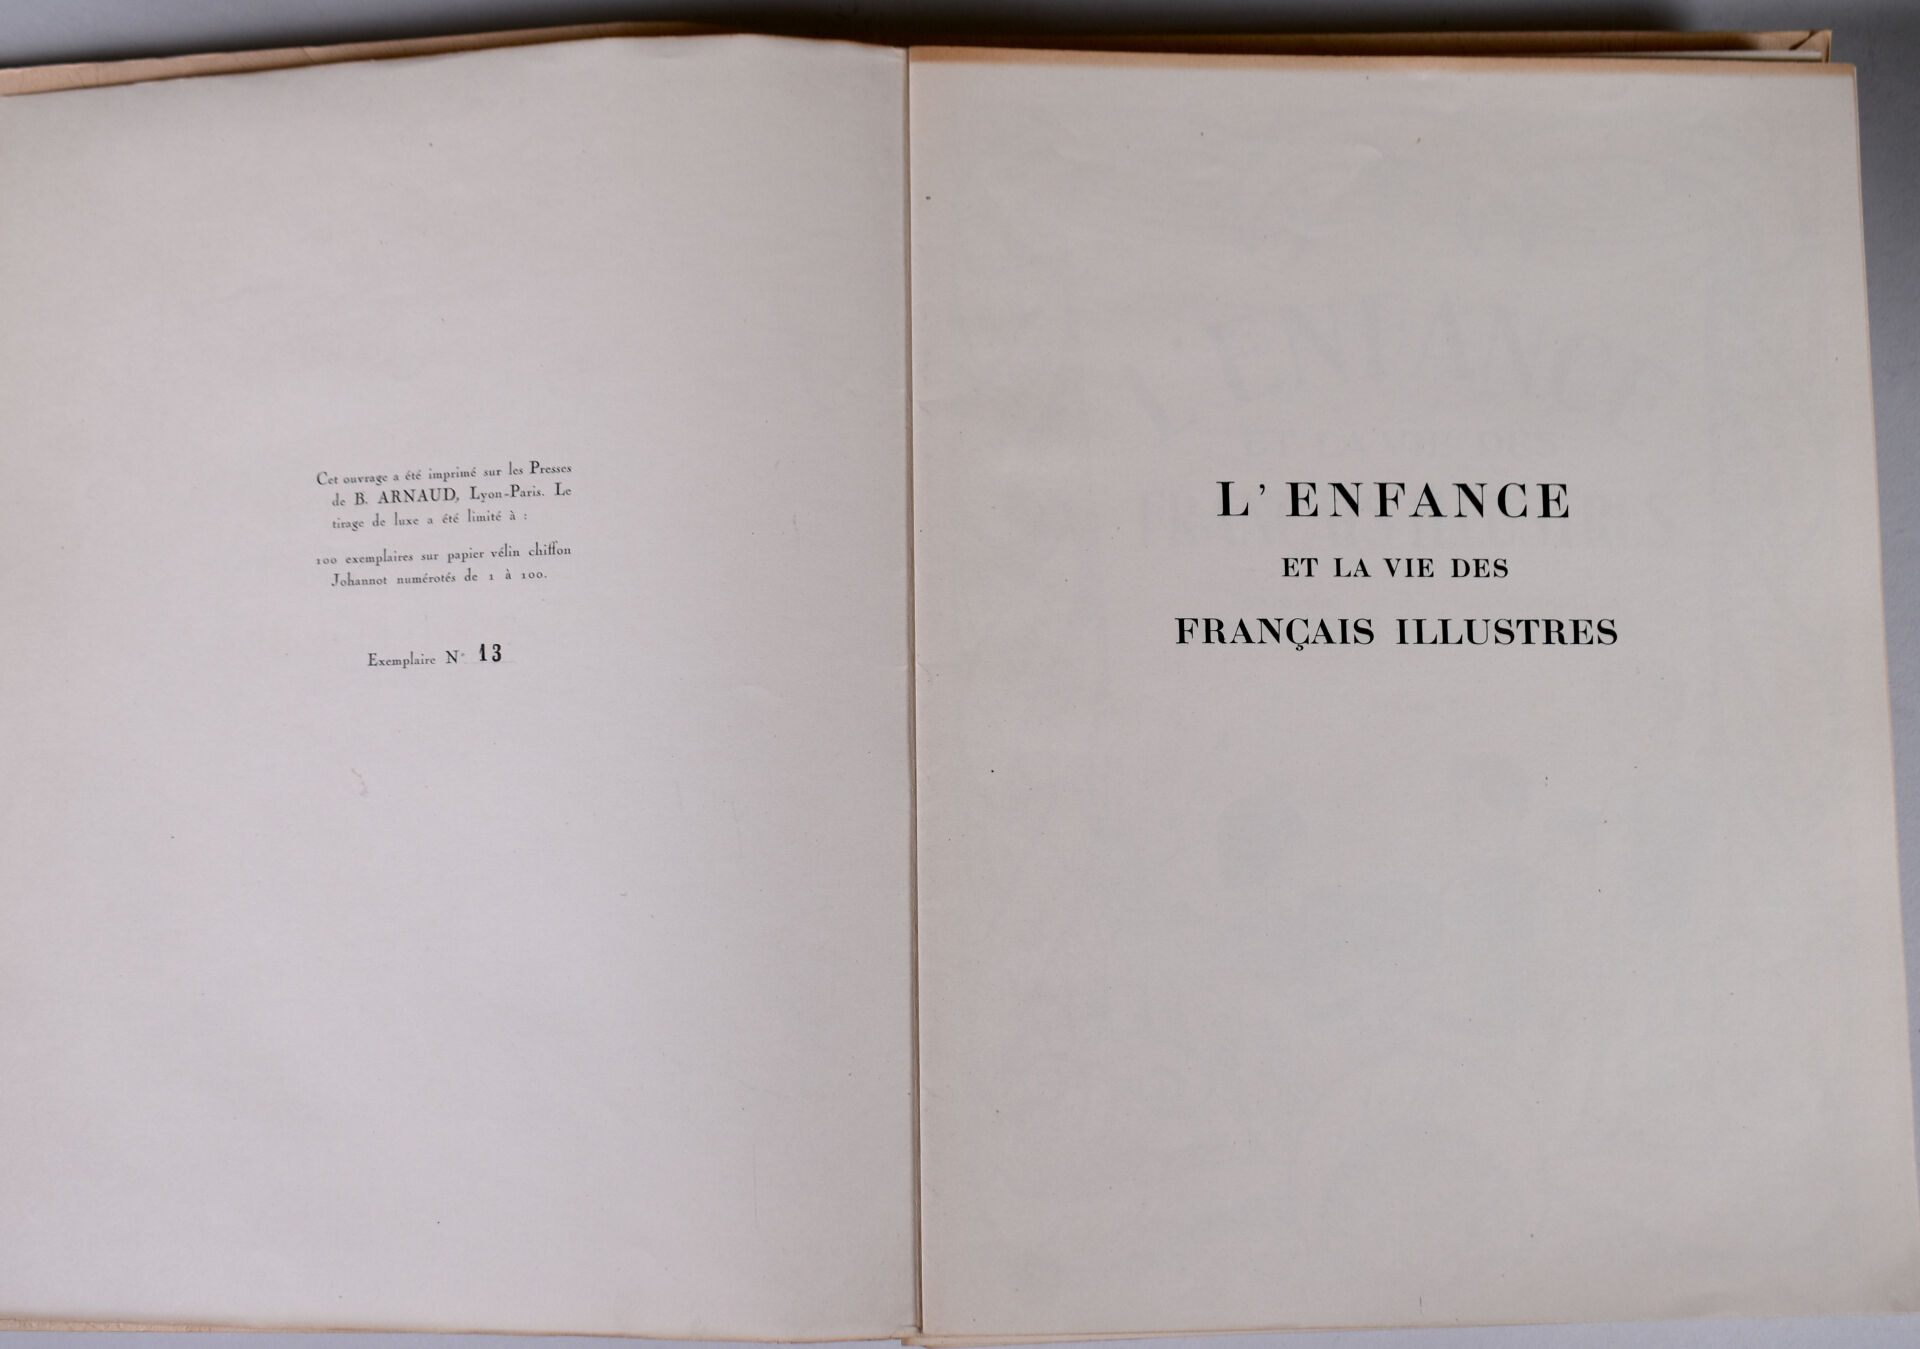 Cet ouvrage a été imprimé sur les Presses
de B. ARNAUD, Lyon-Paris. Le
tirage de luxe a été limité à :
100 exemplaires sur papier vélin chiffon
Johannot numérotés de 1 à 100.
Exemplaire N° 13
L'ENFANCE
ET LA VIE DES
FRANÇAIS ILLUSTRES